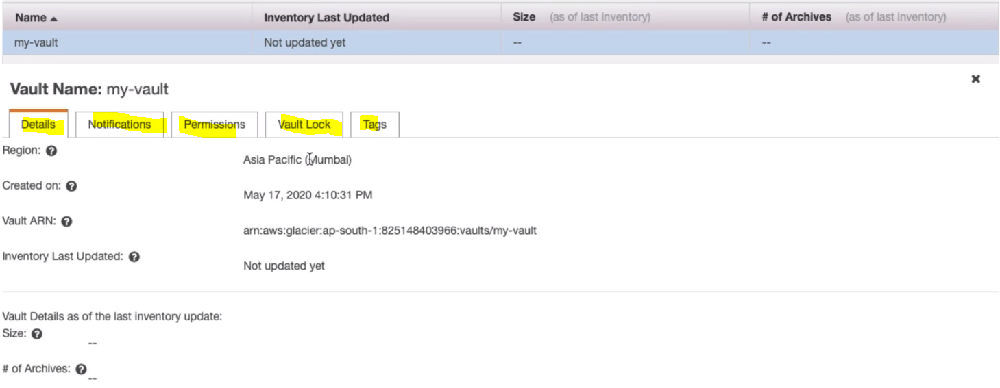 Name Inventory Last Updated Size (as of last inventory) # of Archives (as of last inventory)
my-vault Not updated yet -- --
Vault Name: my-vault
Details Notifications Permissions Vault Lock Tags
Region:
Asia Pacific (Mumbai)
Created on:
May 17, 2020 4:10:31 PM
Vault ARN:
arn:aws:glacier:ap-south-1:825148403966:vaults/my-vault
Inventory Last Updated:
Not updated yet
Vault Details as of the last inventory update:
Size:
--
# of Archives:
--